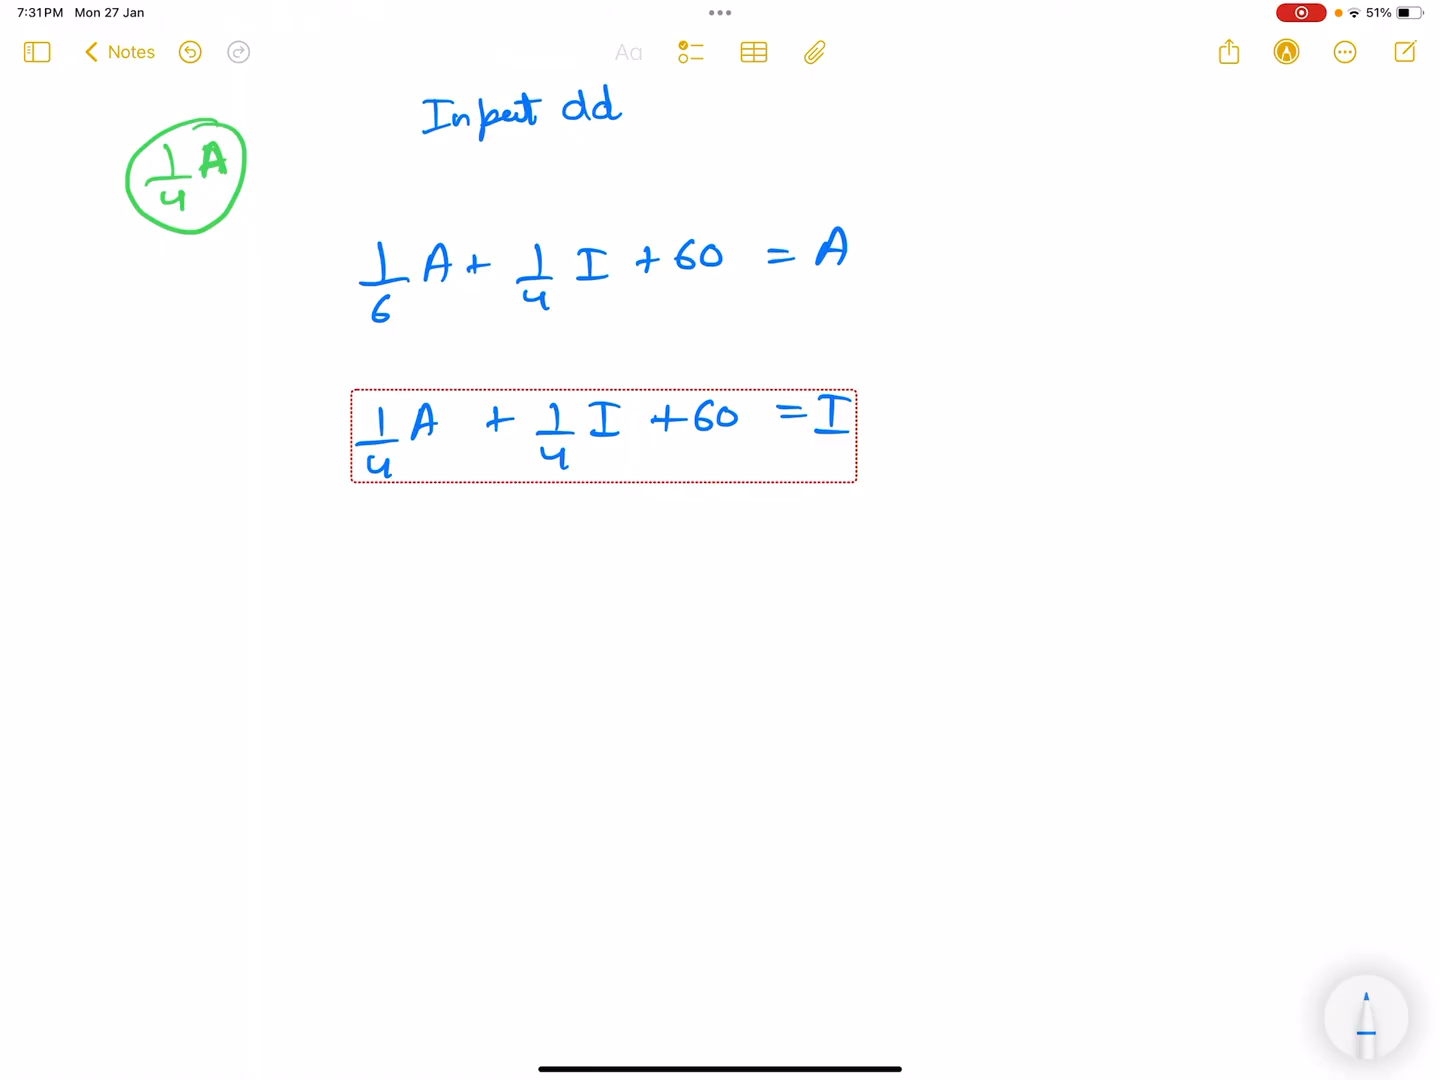 7:31 PM Mon 27 Jan
51%
Notes
Aa
Input dd
1/4 A
1/6 A + 1/4 I + 60 = A
1/4 A + 1/4 I + 60 = I